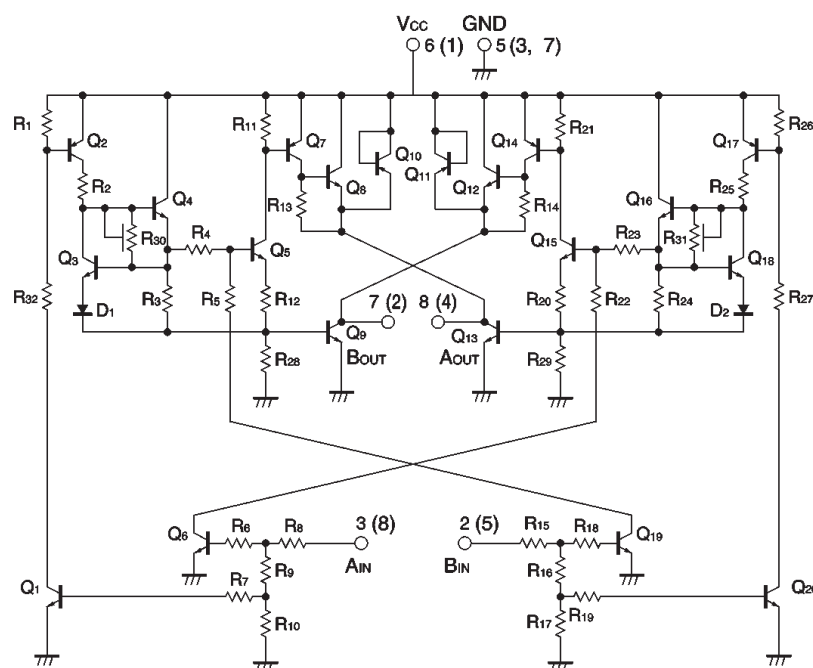 Vcc GND
6 (1) 5 (3, 7)
R1 Q2 R11 Q7 Q10 Q11 Q14 R21 Q17 R26
R2 Q4 Q8 Q12 Q16 R25
R13 R14
R30 R4 R23 R31
Q3 Q5 Q15 Q18
R32 D1 R3 R5 R12 7 (2) 8 (4) R20 R22 R24 D2 R27
Q9 Q13
R28 BOUT AOUT R29
Q6 R6 R8 3 (8) 2 (5) R15 R18 Q19
R9 AIN BIN R16
Q1 R7 R19 Q20
R10 R17